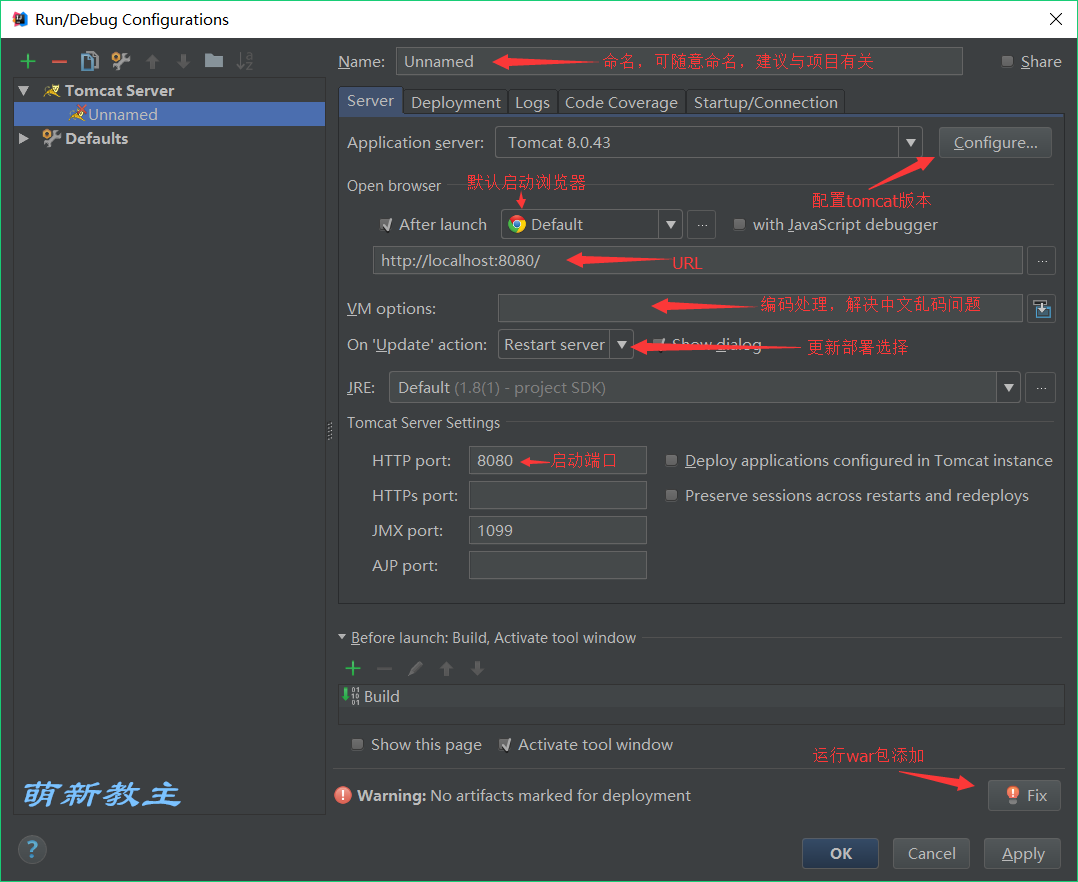 Run/Debug Configurations
Name: Unnamed 命名，可随意命名，建议与项目有关 Share
Tomcat Server
Unnamed
Defaults
Server Deployment Logs Code Coverage Startup/Connection
Application server: Tomcat 8.0.43 Configure...
配置tomcat版本
Open browser 默认启动浏览器
After launch Default ... with JavaScript debugger
http://localhost:8080/ URL ...
VM options: 编码处理，解决中文乱码问题
On 'Update' action: Restart server Show dialog 更新部署选择
JRE: Default (1.8(1) - project SDK) ...
Tomcat Server Settings
HTTP port: 8080 启动端口 Deploy applications configured in Tomcat instance
HTTPs port: Preserve sessions across restarts and redeploys
JMX port: 1099
AJP port:
Before launch: Build, Activate tool window
Build
Show this page Activate tool window
运行war包添加
萌新教主
Warning: No artifacts marked for deployment Fix
? OK Cancel Apply